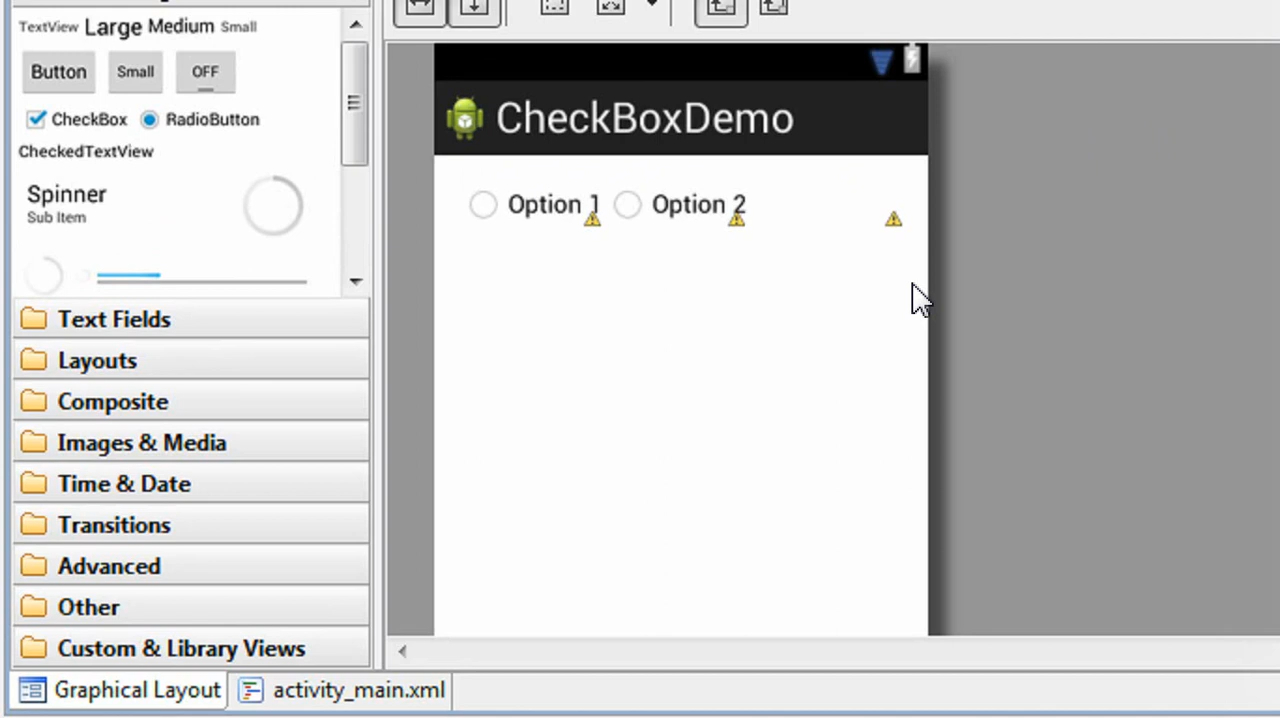 TextView Large Medium Small
Button Small OFF
CheckBox RadioButton
CheckedTextView
Spinner
Sub Item
Text Fields
Layouts
Composite
Images & Media
Time & Date
Transitions
Advanced
Other
Custom & Library Views
Graphical Layout activity_main.xml
CheckBoxDemo
Option 1 Option 2